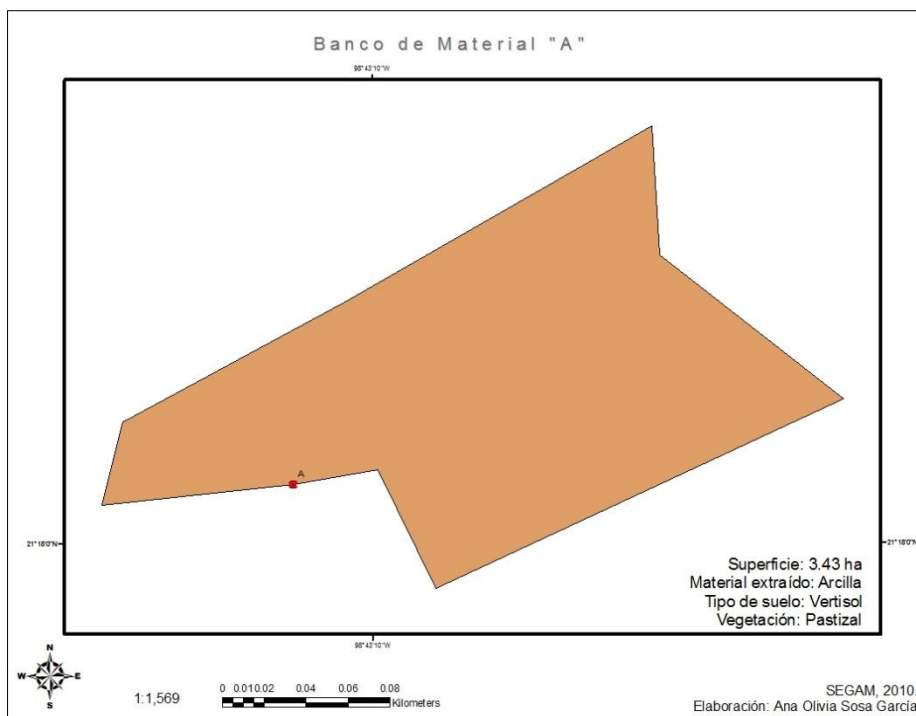 Banco de Material "A"
98°43'10"W
A
21°18'0"N
21°18'0"N
Superficie: 3.43 ha
Material extraído: Arcilla
Tipo de suelo: Vertisol
Vegetación: Pastizal
98°43'10"W
N
W E
S
1:1,569
0 0.010.02 0.04 0.06 0.08
Kilometers
SEGAM, 2010.
Elaboración: Ana Olivia Sosa García